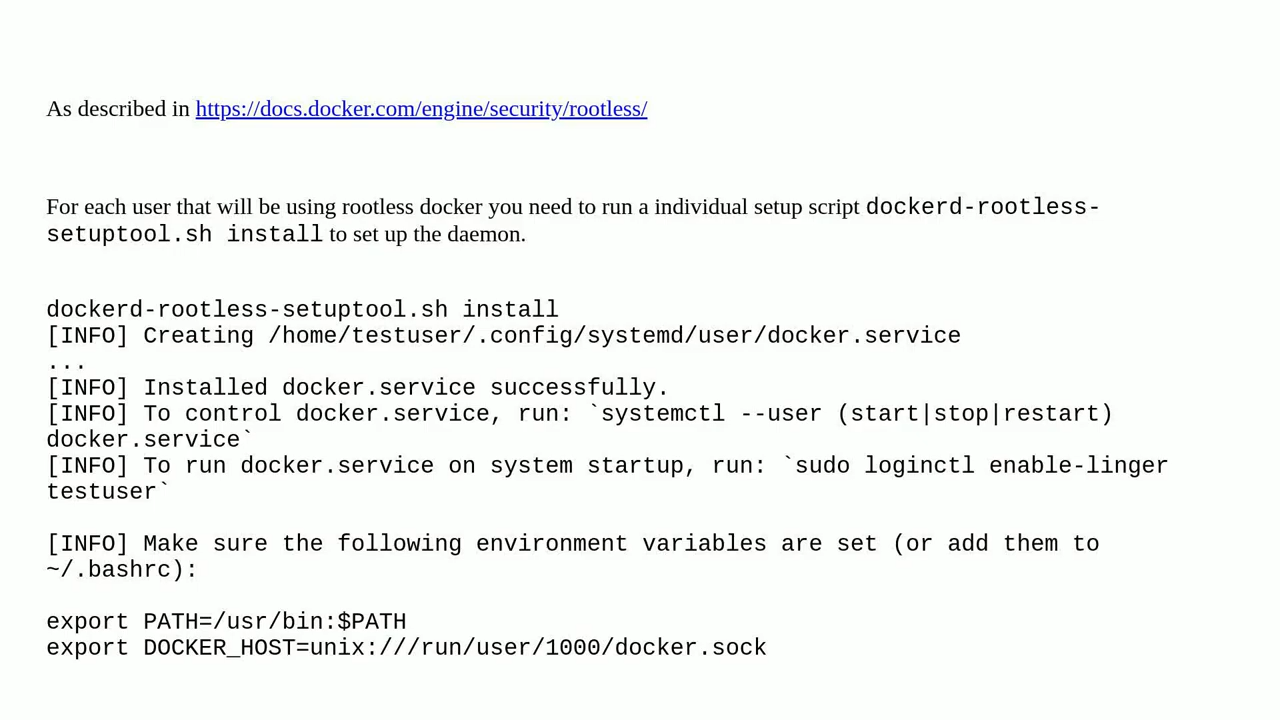 As described in https://docs.docker.com/engine/security/rootless/
For each user that will be using rootless docker you need to run a individual setup script dockerd-rootless-
setuptool.sh install to set up the daemon.
dockerd-rootless-setuptool.sh install
[INFO] Creating /home/testuser/.config/systemd/user/docker.service
...
[INFO] Installed docker.service successfully.
[INFO] To control docker.service, run: `systemctl --user (start|stop|restart)
docker.service`
[INFO] To run docker.service on system startup, run: `sudo loginctl enable-linger
testuser`
[INFO] Make sure the following environment variables are set (or add them to
~/.bashrc):
export PATH=/usr/bin:$PATH
export DOCKER_HOST=unix:///run/user/1000/docker.sock